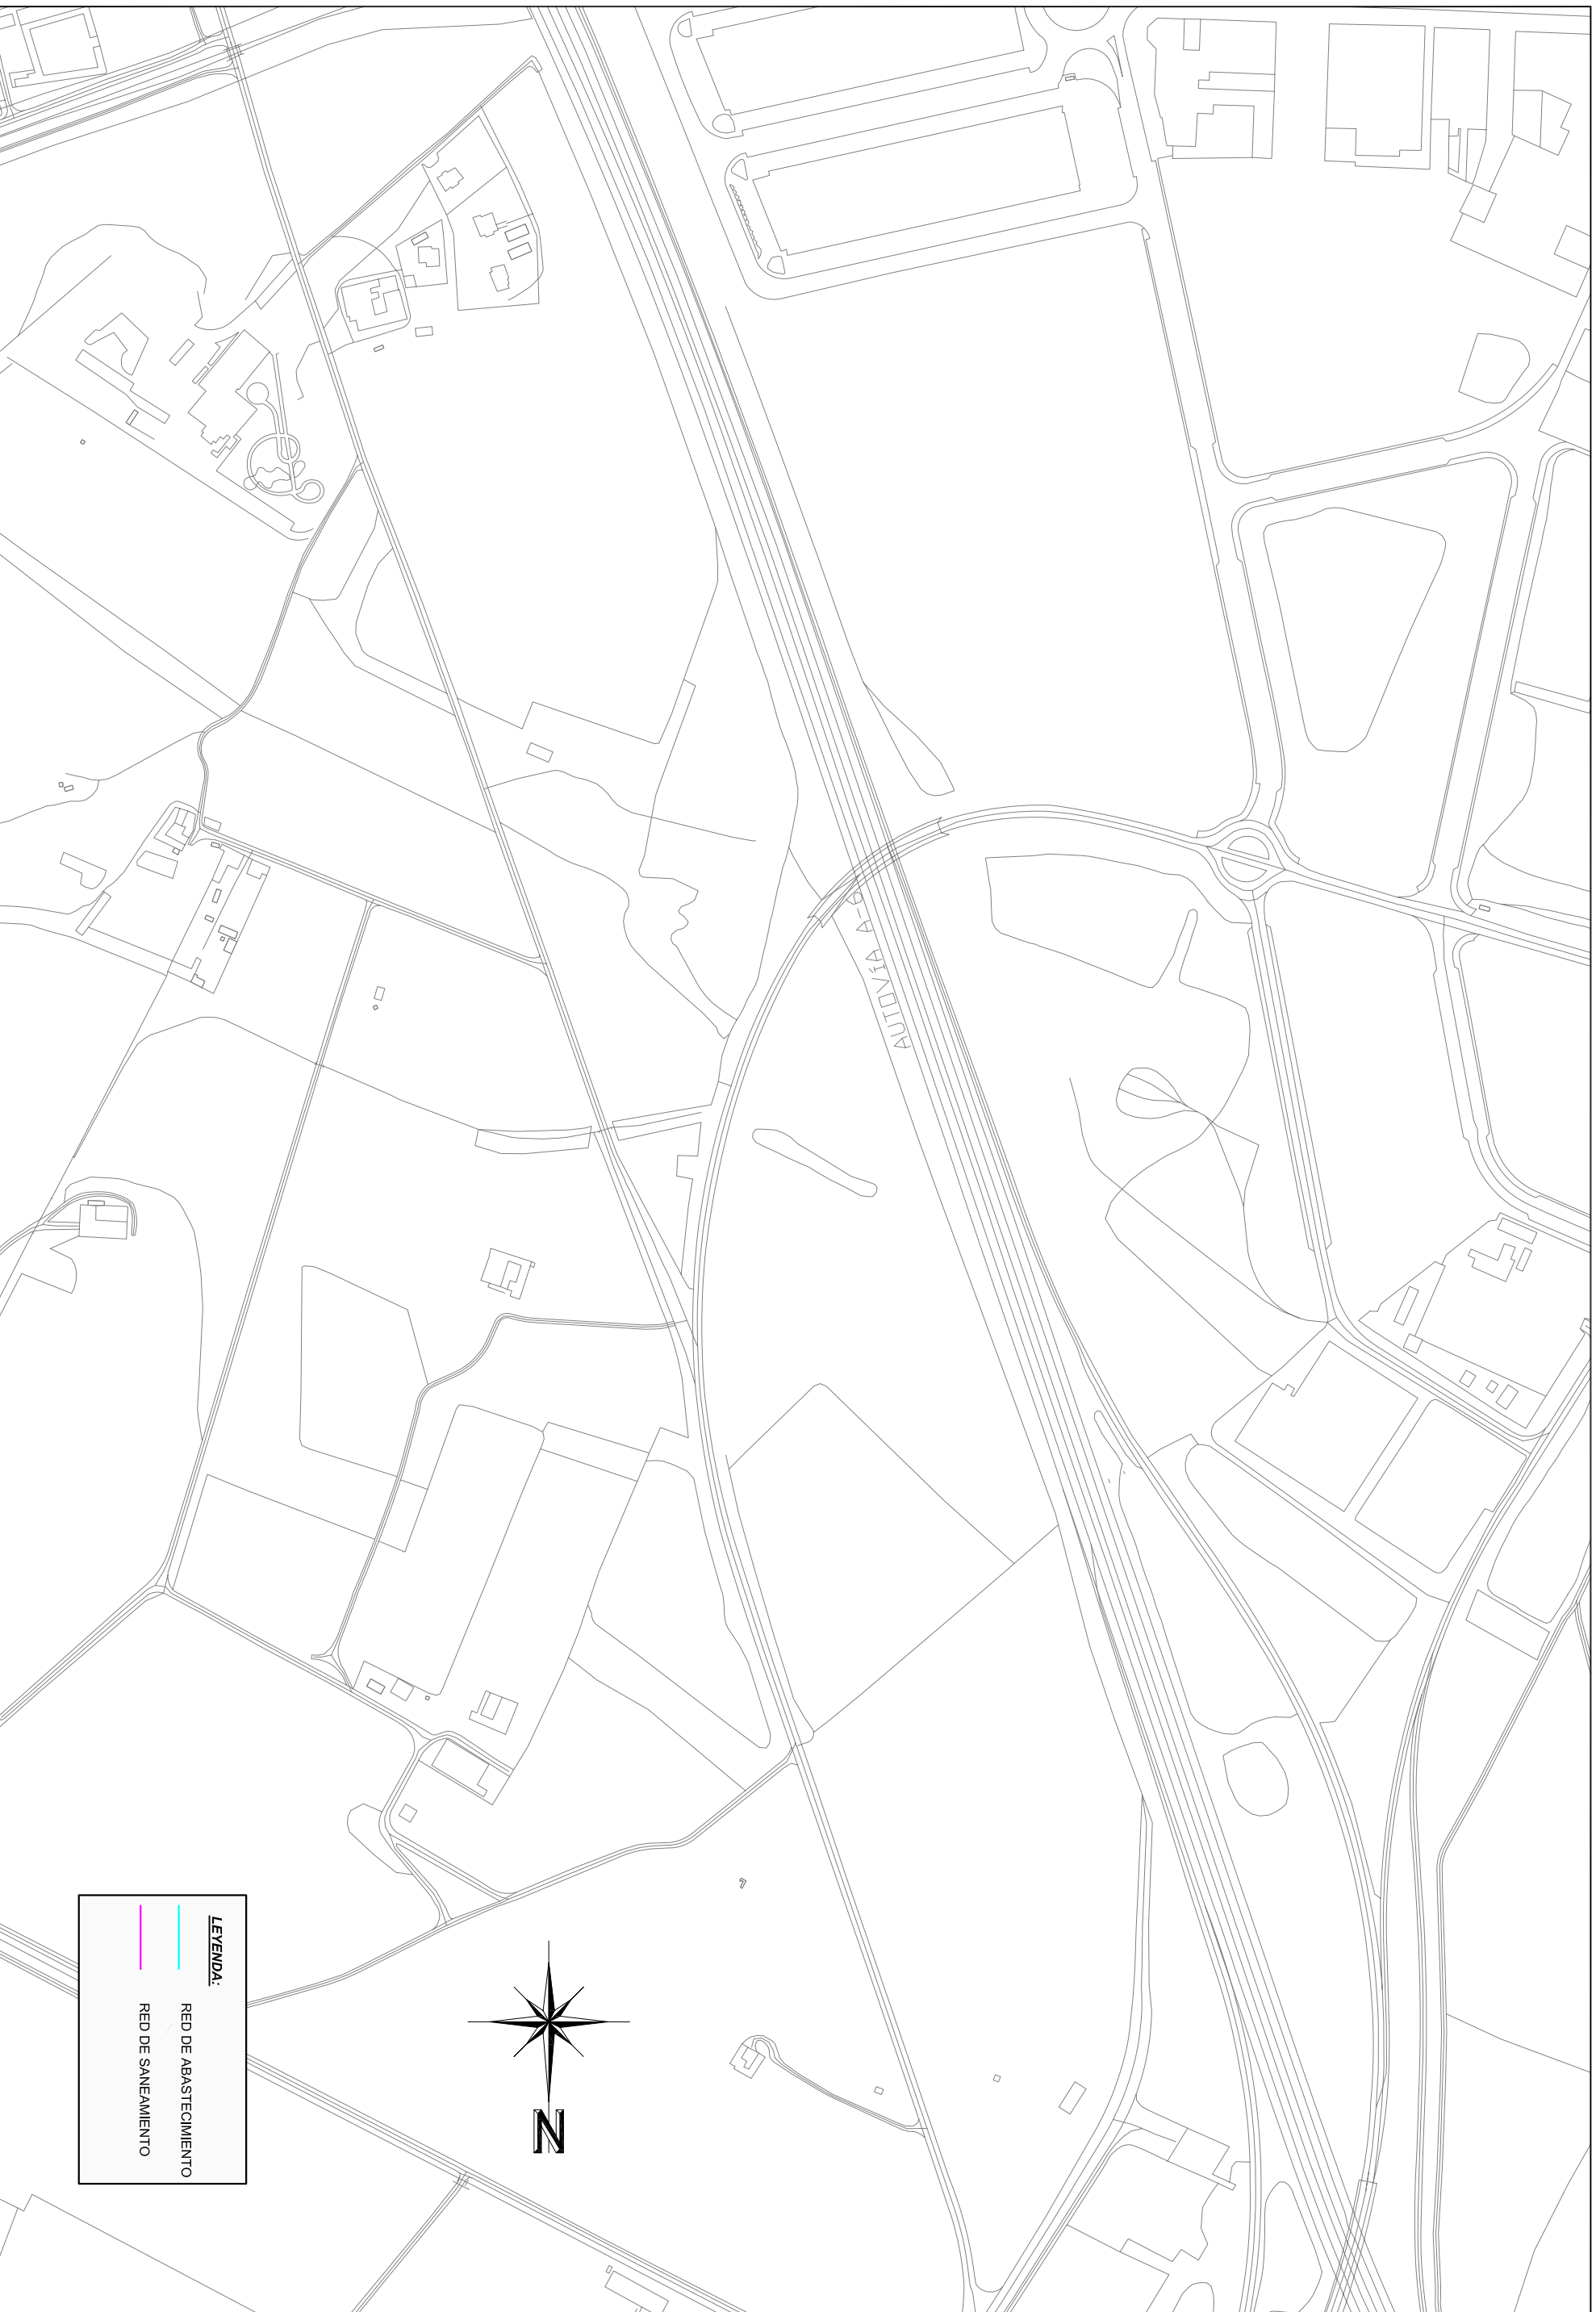 AUTOVÍA
LEYENDA:
RED DE ABASTECIMIENTO
RED DE SANEAMIENTO
N